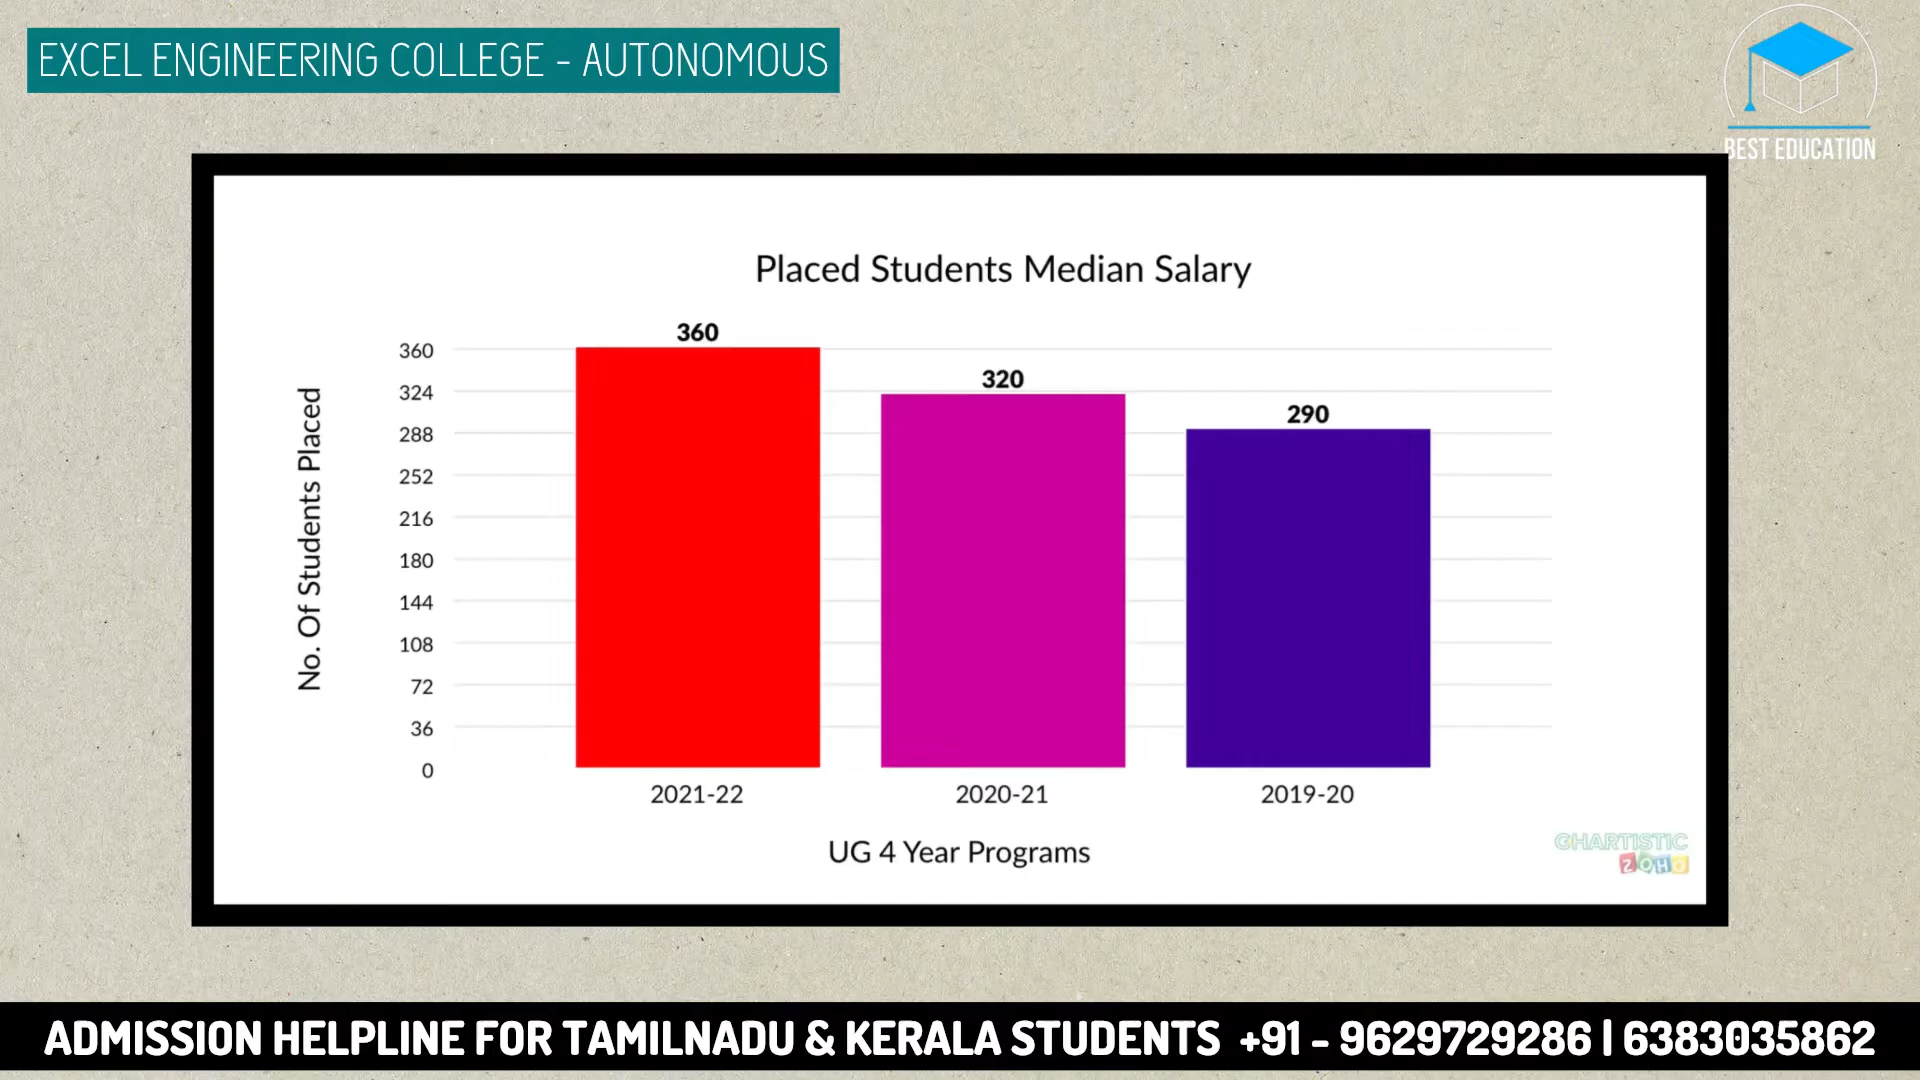 EXCEL ENGINEERING COLLEGE - AUTONOMOUS
BEST EDUCATION
Placed Students Median Salary
No. Of Students Placed
360
324
288
252
216
180
144
108
72
36
0
360
320
290
2021-22
2020-21
2019-20
UG 4 Year Programs
CHARTISTIC
ZOHO
ADMISSION HELPLINE FOR TAMILNADU & KERALA STUDENTS +91 - 9629729286 | 6383035862